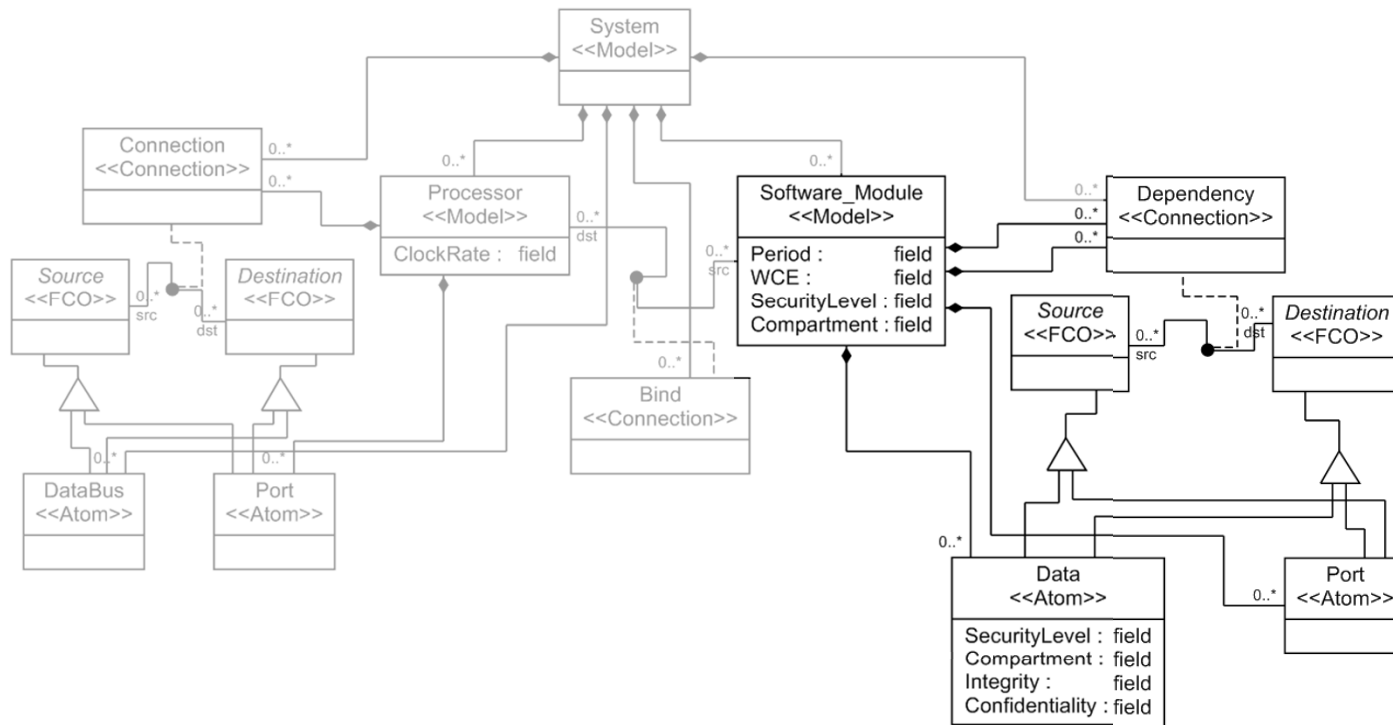 System
<<Model>>
Connection
<<Connection>>
0..*
0..*
0..*
Processor
<<Model>>
ClockRate : field
0..*
dst
0..*
Software_Module
<<Model>>
Period : field
WCE : field
SecurityLevel : field
Compartment : field
0..*
src
0..*
0..*
0..*
Dependency
<<Connection>>
Source
<<FCO>>
0..*
src
0..*
dst
Destination
<<FCO>>
Source
<<FCO>>
0..*
src
0..*
dst
Destination
<<FCO>>
0..*
Bind
<<Connection>>
0..*
DataBus
<<Atom>>
0..*
Port
<<Atom>>
0..*
Data
<<Atom>>
SecurityLevel : field
Compartment : field
Integrity : field
Confidentiality : field
0..*
Port
<<Atom>>